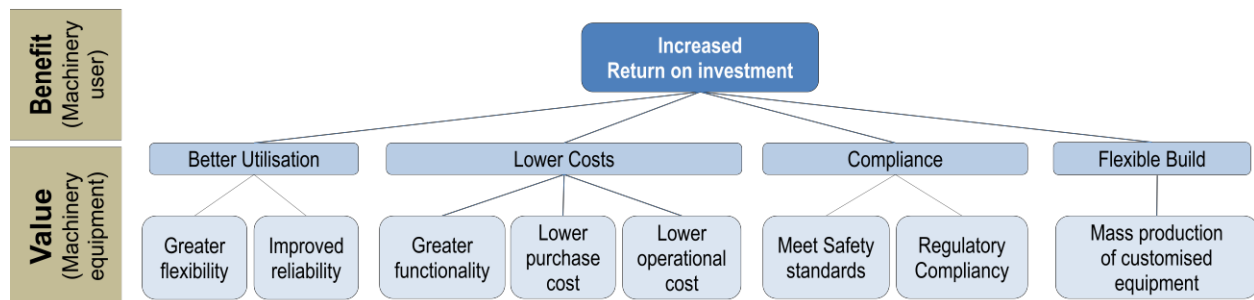 Benefit
(Machinery
user)
Increased
Return on investment
Value
(Machinery
equipment)
Better Utilisation
Lower Costs
Compliance
Flexible Build
Greater
flexibility
Improved
reliability
Greater
functionality
Lower
purchase
cost
Lower
operational
cost
Meet Safety
standards
Regulatory
Compliancy
Mass production
of customised
equipment